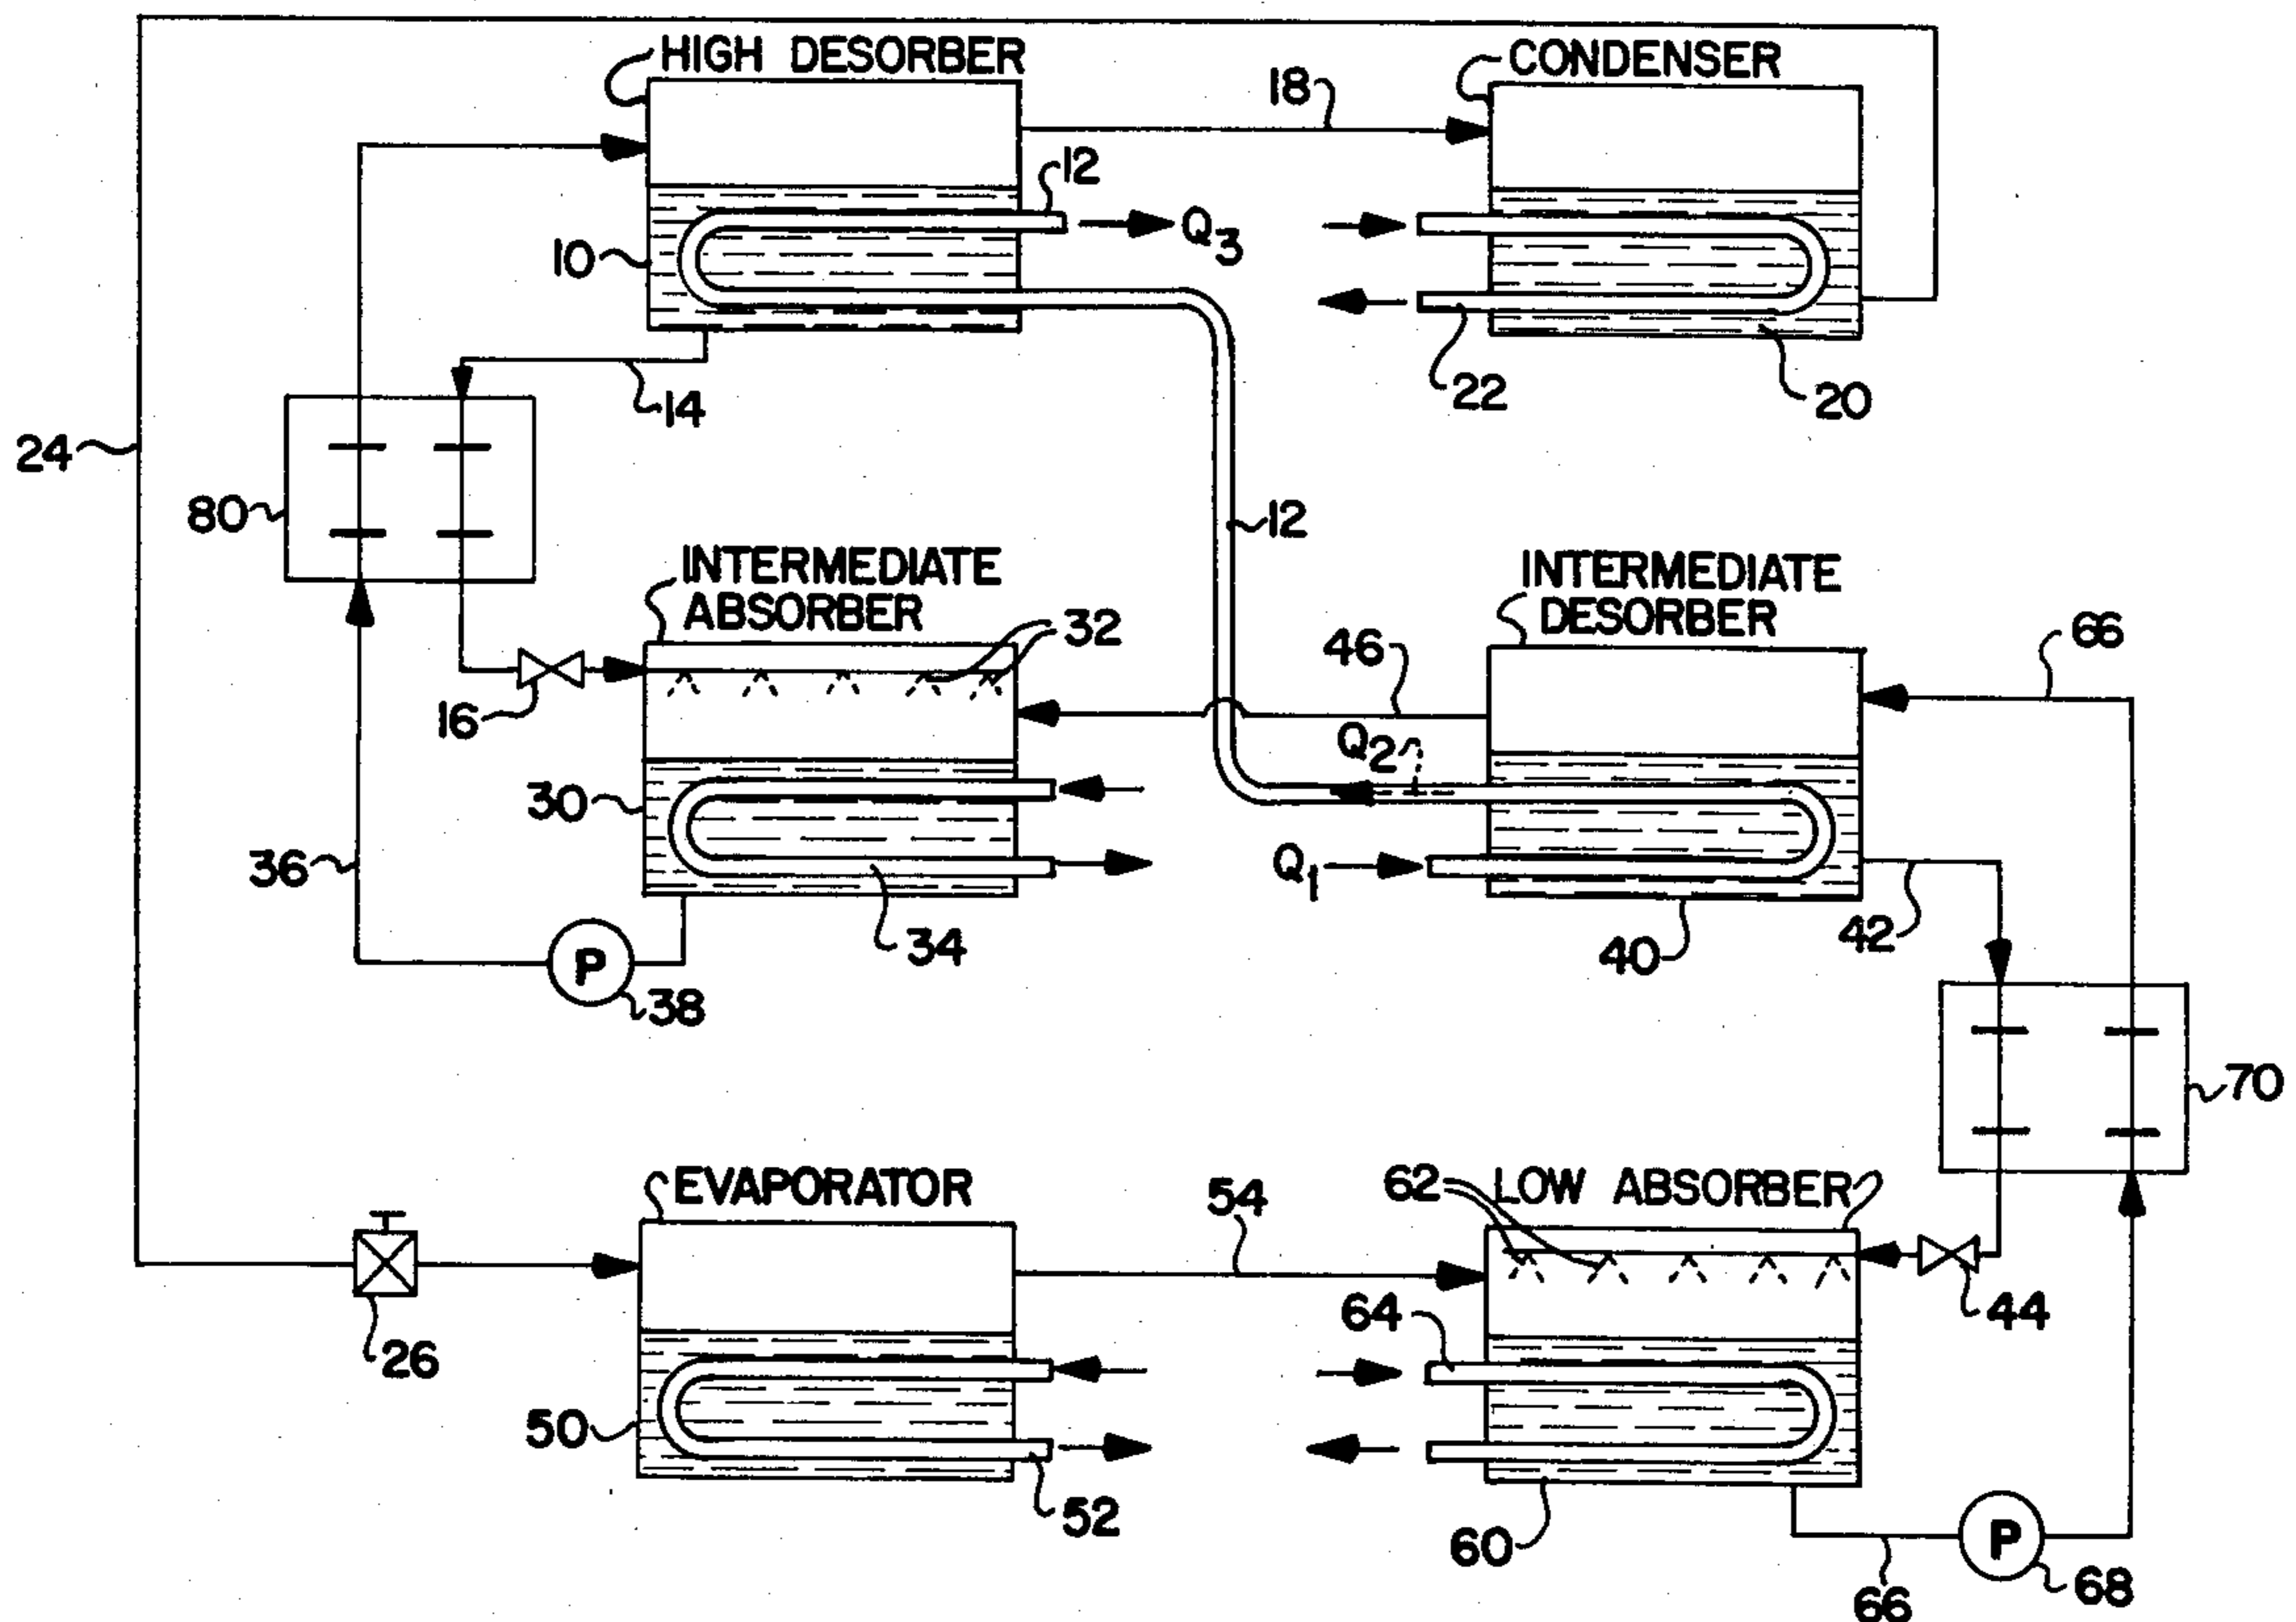 HIGH DESORBER
CONDENSER
18
12
Q3
10
14
22
20
24
80
12
INTERMEDIATE
ABSORBER
32
INTERMEDIATE
DESORBER
46
66
16
Q2
30
Q1
36
34
42
40
38
70
EVAPORATOR
54
62
LOW ABSORBER
64
44
26
50
52
60
P
P
68
66